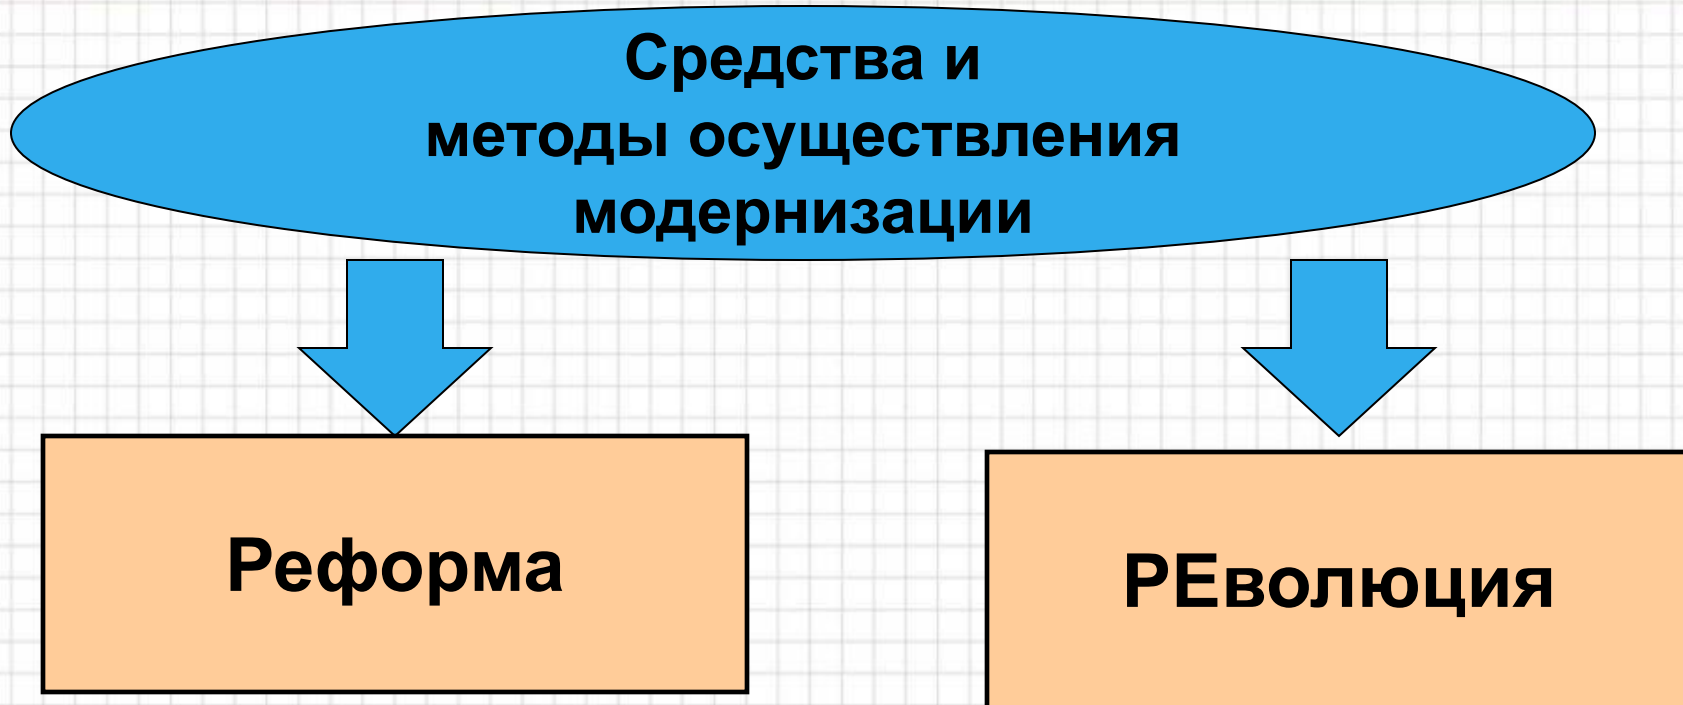 Средства и
методы осуществления
модернизации
Реформа
РЕволюция